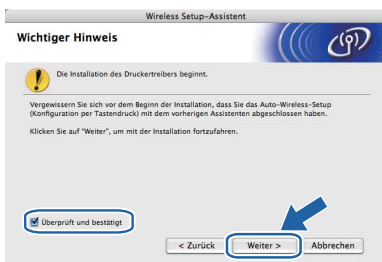 Wireless Setup-Assistent
Wichtiger Hinweis
Die Installation des Druckertreibers beginnt.
Vergewissern Sie sich vor dem Beginn der Installation, dass Sie das Auto-Wireless-Setup
(Konfiguration per Tastendruck) mit dem vorherigen Assistenten abgeschlossen haben.
Klicken Sie auf "Weiter", um mit der Installation fortzufahren.
Überprüft und bestätigt
< Zurück Weiter > Abbrechen